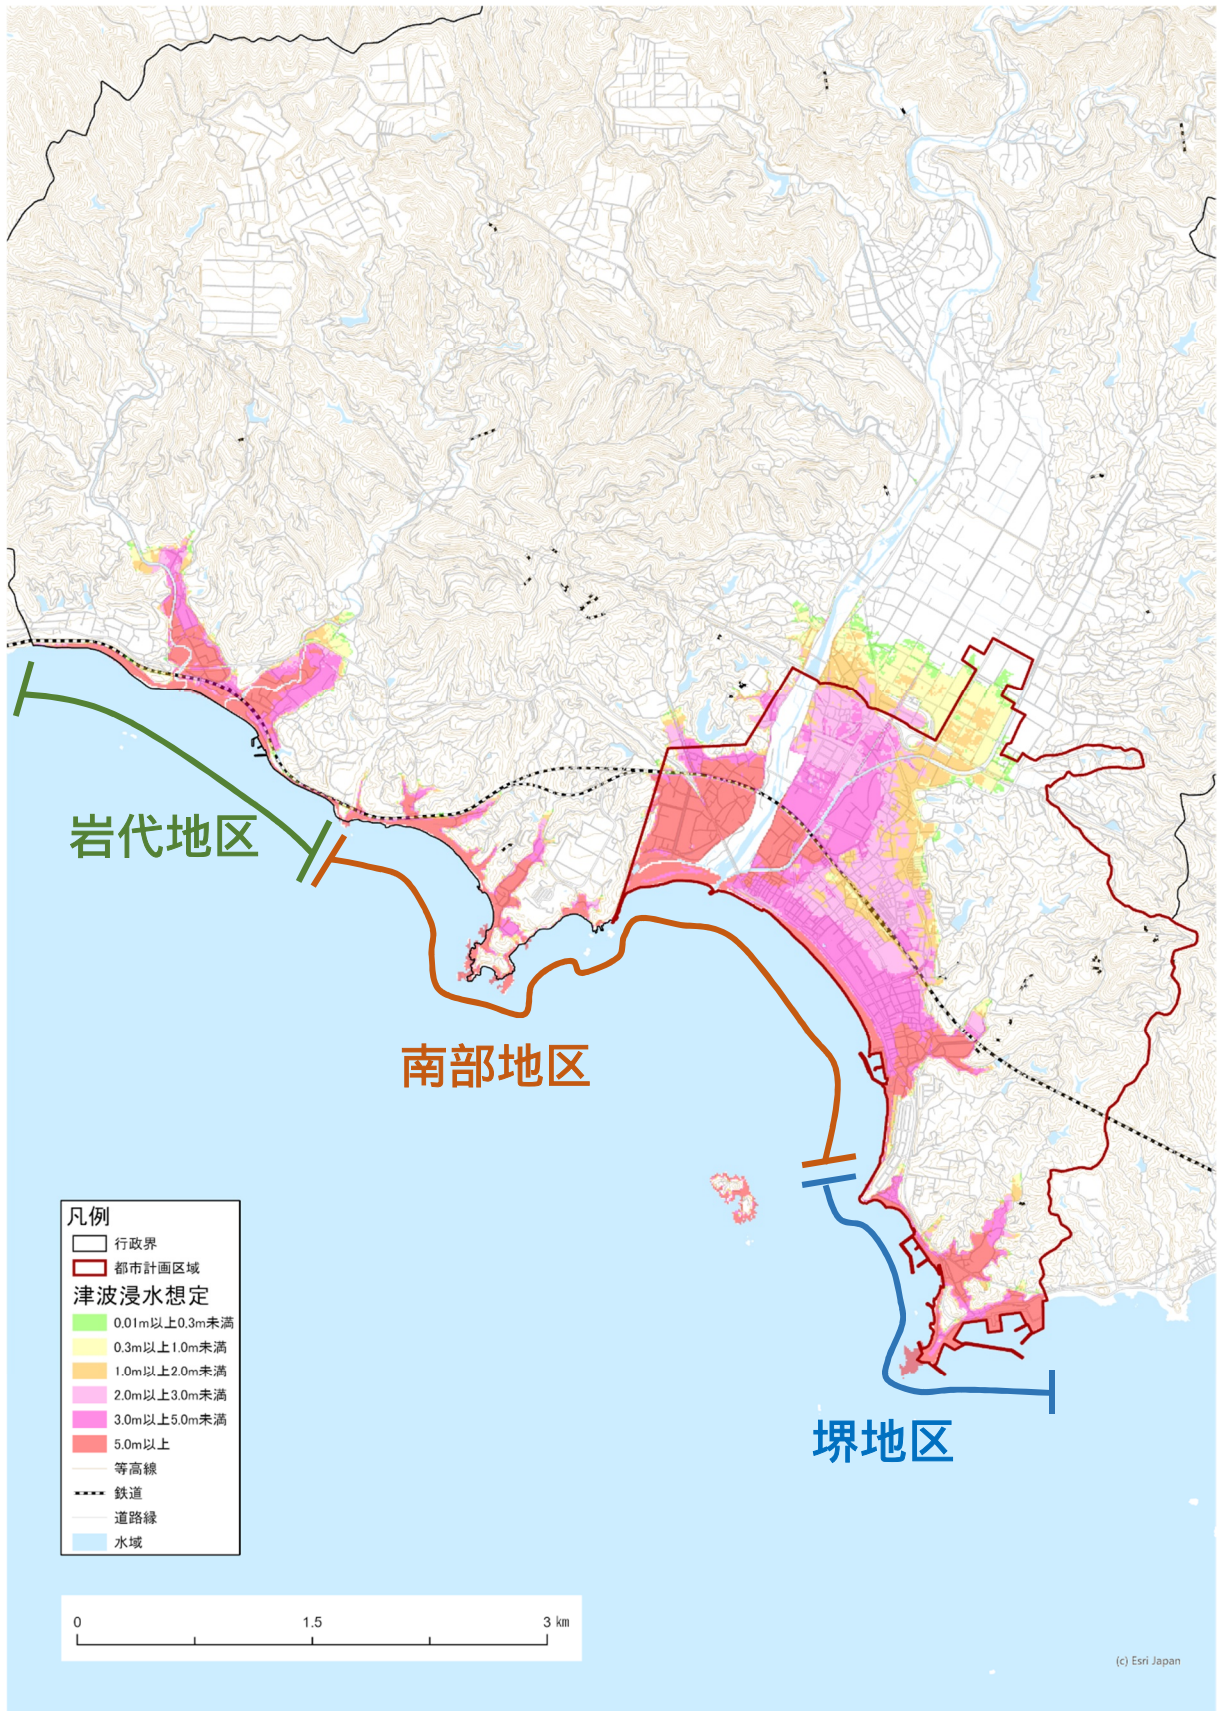 岩代地区
南部地区
堺地区
凡例
行政界
都市計画区域
津波浸水想定
0.01m以上0.3m未満
0.3m以上1.0m未満
1.0m以上2.0m未満
2.0m以上3.0m未満
3.0m以上5.0m未満
5.0m以上
等高線
鉄道
道路縁
水域
0 1.5 3 km
(c) Esri Japan